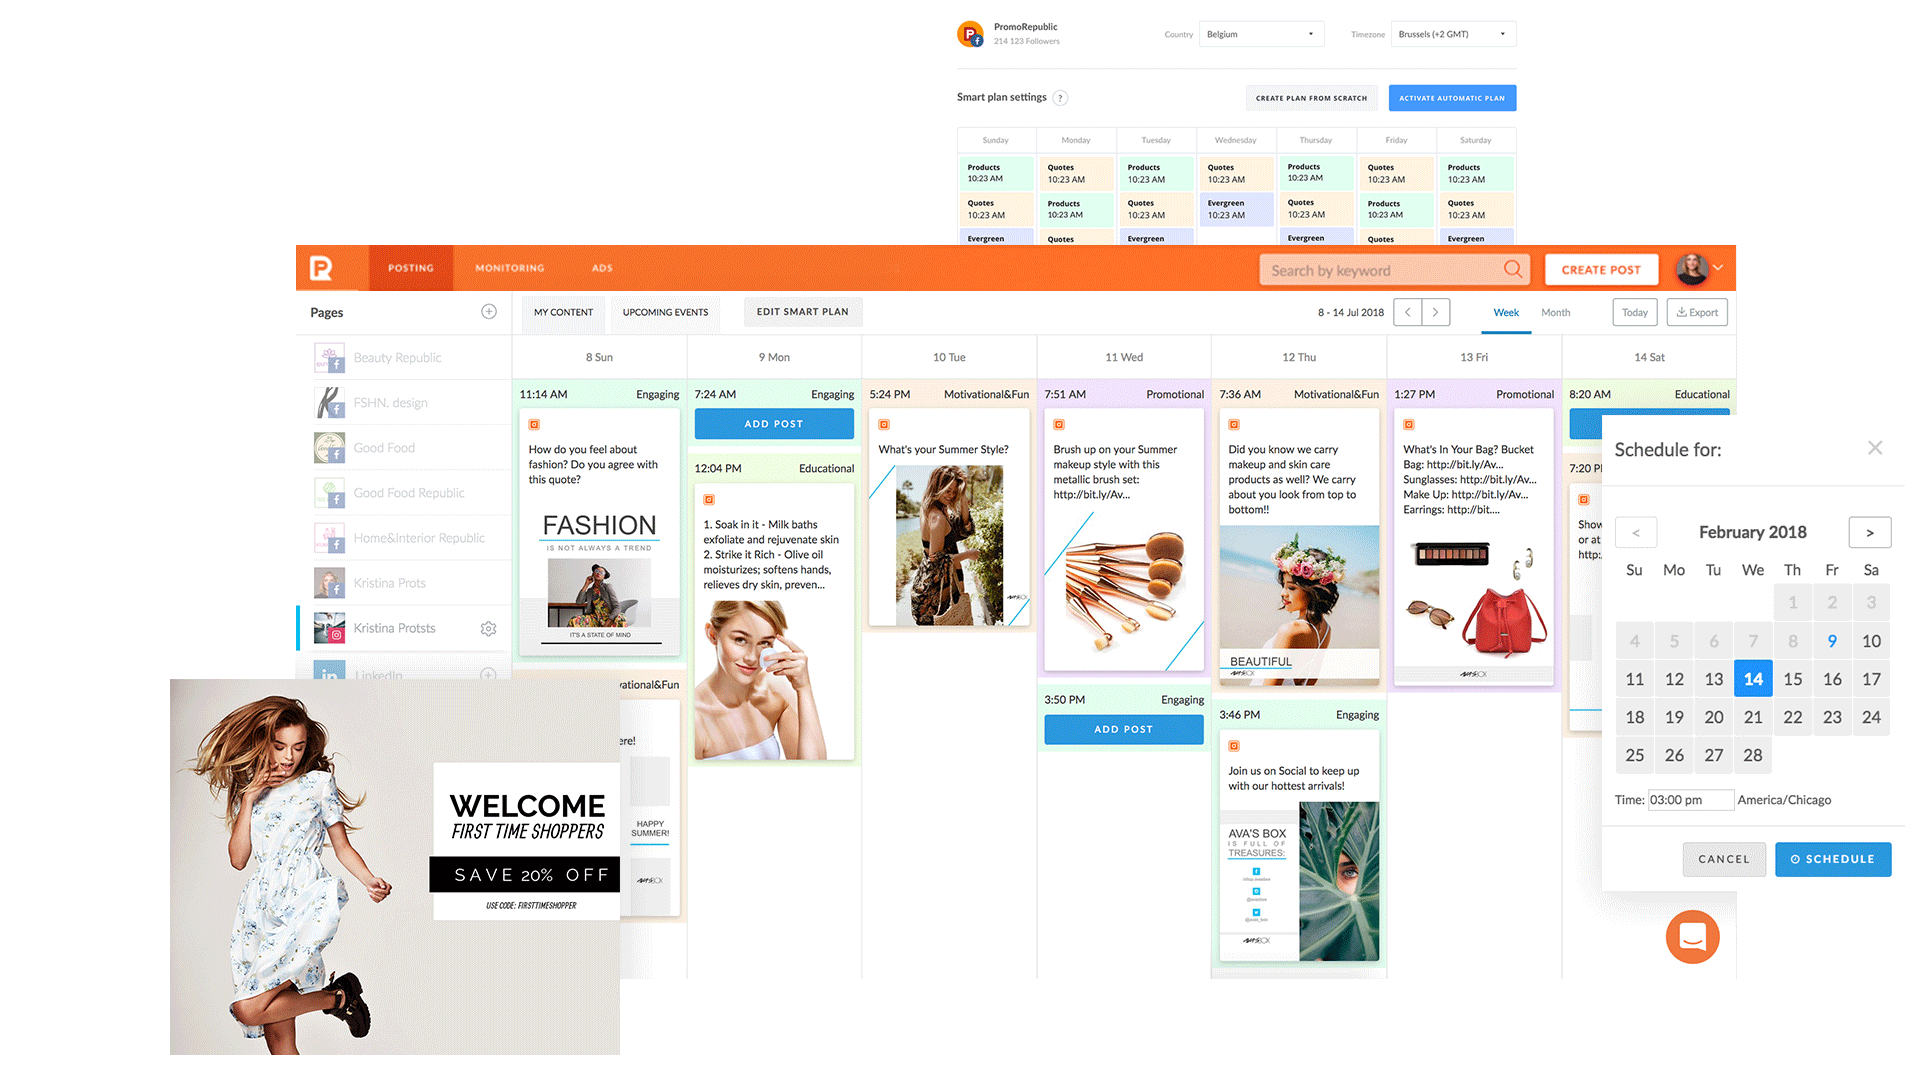 PromoRepublic
214 123 Followers
Country
Belgium
Timezone
Brussels (+2 GMT)
Smart plan settings
?
CREATE PLAN FROM SCRATCH
ACTIVATE AUTOMATIC PLAN
Sunday Monday Tuesday Wednesday Thursday Friday Saturday
Products Quotes Products Quotes Products Quotes Products
10:23 AM 10:23 AM 10:23 AM 10:23 AM 10:23 AM 10:23 AM 10:23 AM
Quotes Products Quotes Evergreen Quotes Products Quotes
10:23 AM 10:23 AM 10:23 AM 10:23 AM 10:23 AM 10:23 AM 10:23 AM
Evergreen Quotes Evergreen Evergreen Quotes Evergreen
POSTING MONITORING ADS
Search by keyword
CREATE POST
Pages
MY CONTENT
UPCOMING EVENTS
EDIT SMART PLAN
8 - 14 Jul 2018
< >
Week
Month
Today
Export
Beauty Republic
FSHN. design
Good Food
Good Food Republic
Home&Interior Republic
Kristina Prots
Kristina Protsts
LinkedIn
8 Sun 9 Mon 10 Tue 11 Wed 12 Thu 13 Fri 14 Sat
11:14 AM Engaging
How do you feel about
fashion? Do you agree with
this quote?
FASHION
IS NOT ALWAYS A TREND
IT'S A STATE OF MIND
vational&Fun
ere!
HAPPY
SUMMER!
7:24 AM Engaging
ADD POST
12:04 PM Educational
1. Soak in it - Milk baths
exfoliate and rejuvenate skin
2. Strike it Rich - Olive oil
moisturizes; softens hands,
relieves dry skin, preven...
5:24 PM Motivational&Fun
What's your Summer Style?
7:51 AM Promotional
Brush up on your Summer
makeup style with this
metallic brush set:
http://bit.ly/Av...
3:50 PM Engaging
ADD POST
7:36 AM Motivational&Fun
Did you know we carry
makeup and skin care
products as well? We carry
about you look from top to
bottom!!
BEAUTIFUL
3:46 PM Engaging
Join us on Social to keep up
with our hottest arrivals!
AVA'S BOX
IS FULL OF
TREASURES:
1:27 PM Promotional
What's In Your Bag? Bucket
Bag: http://bit.ly/Av...
Sunglasses: http://bit.ly/Av...
Make Up: http://bit.ly/Av...
Earrings: http://bit....
8:20 AM Educational
7:20 P
Show
or at
http:
Schedule for:
<
February 2018
>
Su Mo Tu We Th Fr Sa
1 2 3
4 5 6 7 8 9 10
11 12 13 14 15 16 17
18 19 20 21 22 23 24
25 26 27 28
Time: 03:00 pm America/Chicago
CANCEL
SCHEDULE
WELCOME
FIRST TIME SHOPPERS
SAVE 20% OFF
USE CODE: FIRSTTIMESHOPPER